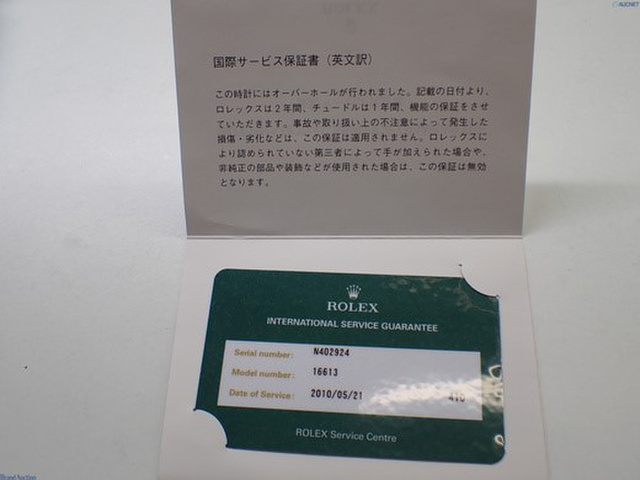 AUCNET
国際サービス保証書（英文訳）
この時計にはオーバーホールが行われました。記載の日付より、
ロレックスは２年間、チュードルは１年間、機能の保証をさせ
ていただきます。事故や取り扱い上の不注意によって発生した
損傷・劣化などは、この保証は適用されません。ロレックスに
より認められていない第三者によって手が加えられた場合や、
非純正の部品や装飾などが使用された場合は、この保証は無効
となります。
ROLEX
INTERNATIONAL SERVICE GUARANTEE
Serial number: N402924
Model number: 16613
Date of Service: 2010/05/21 410
ROLEX Service Centre
Brand Auction